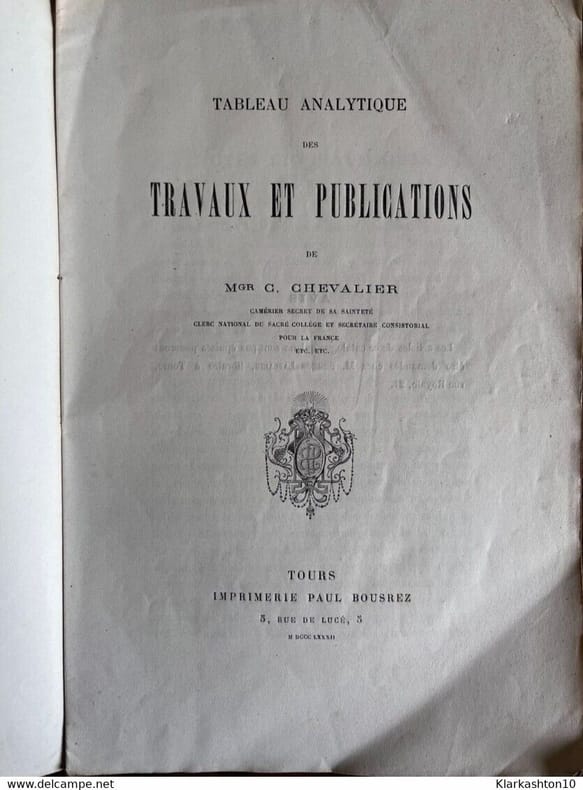 TABLEAU ANALYTIQUE
DES
TRAVAUX ET PUBLICATIONS
DE
MGR C. CHEVALIER
CAMÉRIER SECRET DE SA SAINTETÉ
CLERC NATIONAL DU SACRÉ COLLÉGE ET SECRÉTAIRE CONSISTORIAL
POUR LA FRANCE
ETC. ETC.
TOURS
IMPRIMERIE PAUL BOUSREZ
5, RUE DE LUCÉ, 5
M DCCC LXXXII
www.delcampe.net
Klarkashton10